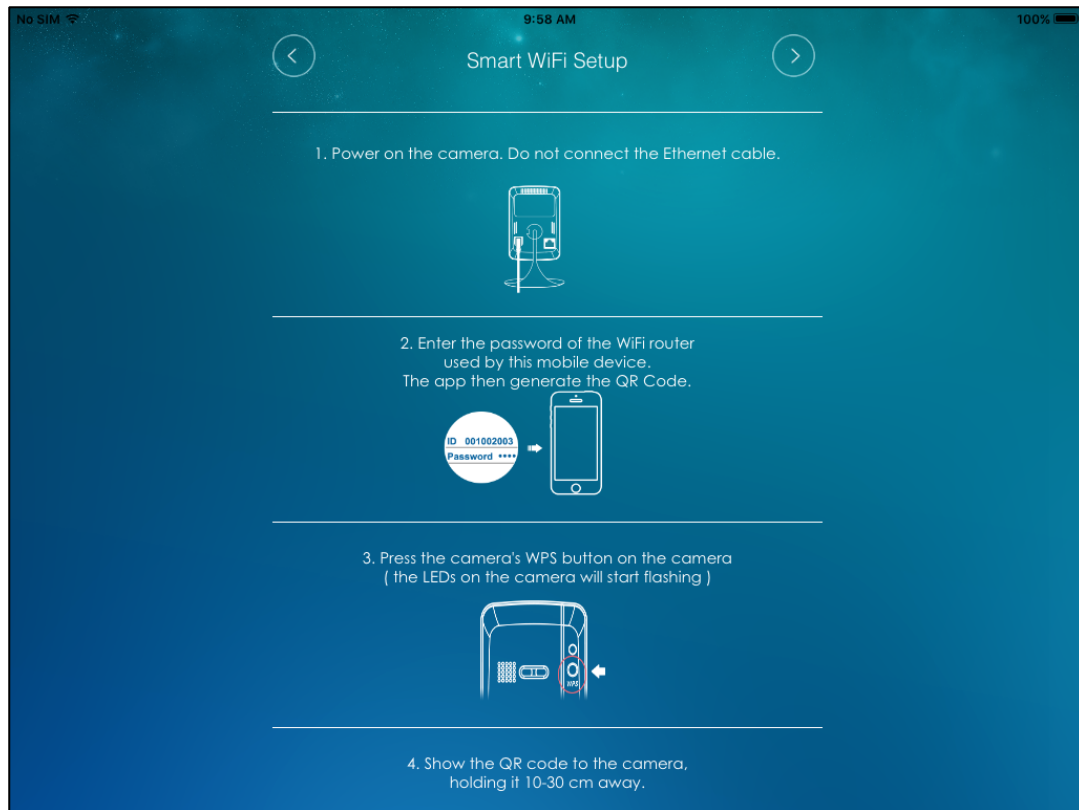 No SIM
9:58 AM
100%
Smart WiFi Setup
1. Power on the camera. Do not connect the Ethernet cable.
2. Enter the password of the WiFi router
used by this mobile device.
The app then generate the QR Code.
ID 001002003
Password ••••
3. Press the camera's WPS button on the camera
( the LEDs on the camera will start flashing )
WPS
4. Show the QR code to the camera,
holding it 10-30 cm away.